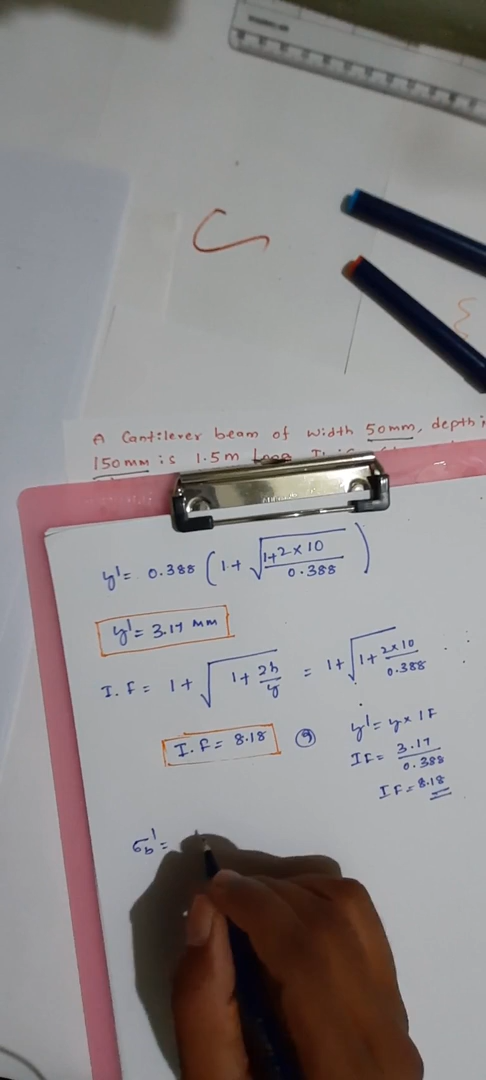 A Cantilever beam of width 50mm, depth
150mm is 1.5m Long
y' = 0.388 (1+ √(1+2×10 / 0.388))
y' = 3.17 mm
I.F = 1+ √(1+ 2h/y) = 1+ √(1+ 2×10/0.388)
y' = y × IF
I.F = 8.18
IF = 3.17/0.388
IF = 8.18
σb' =